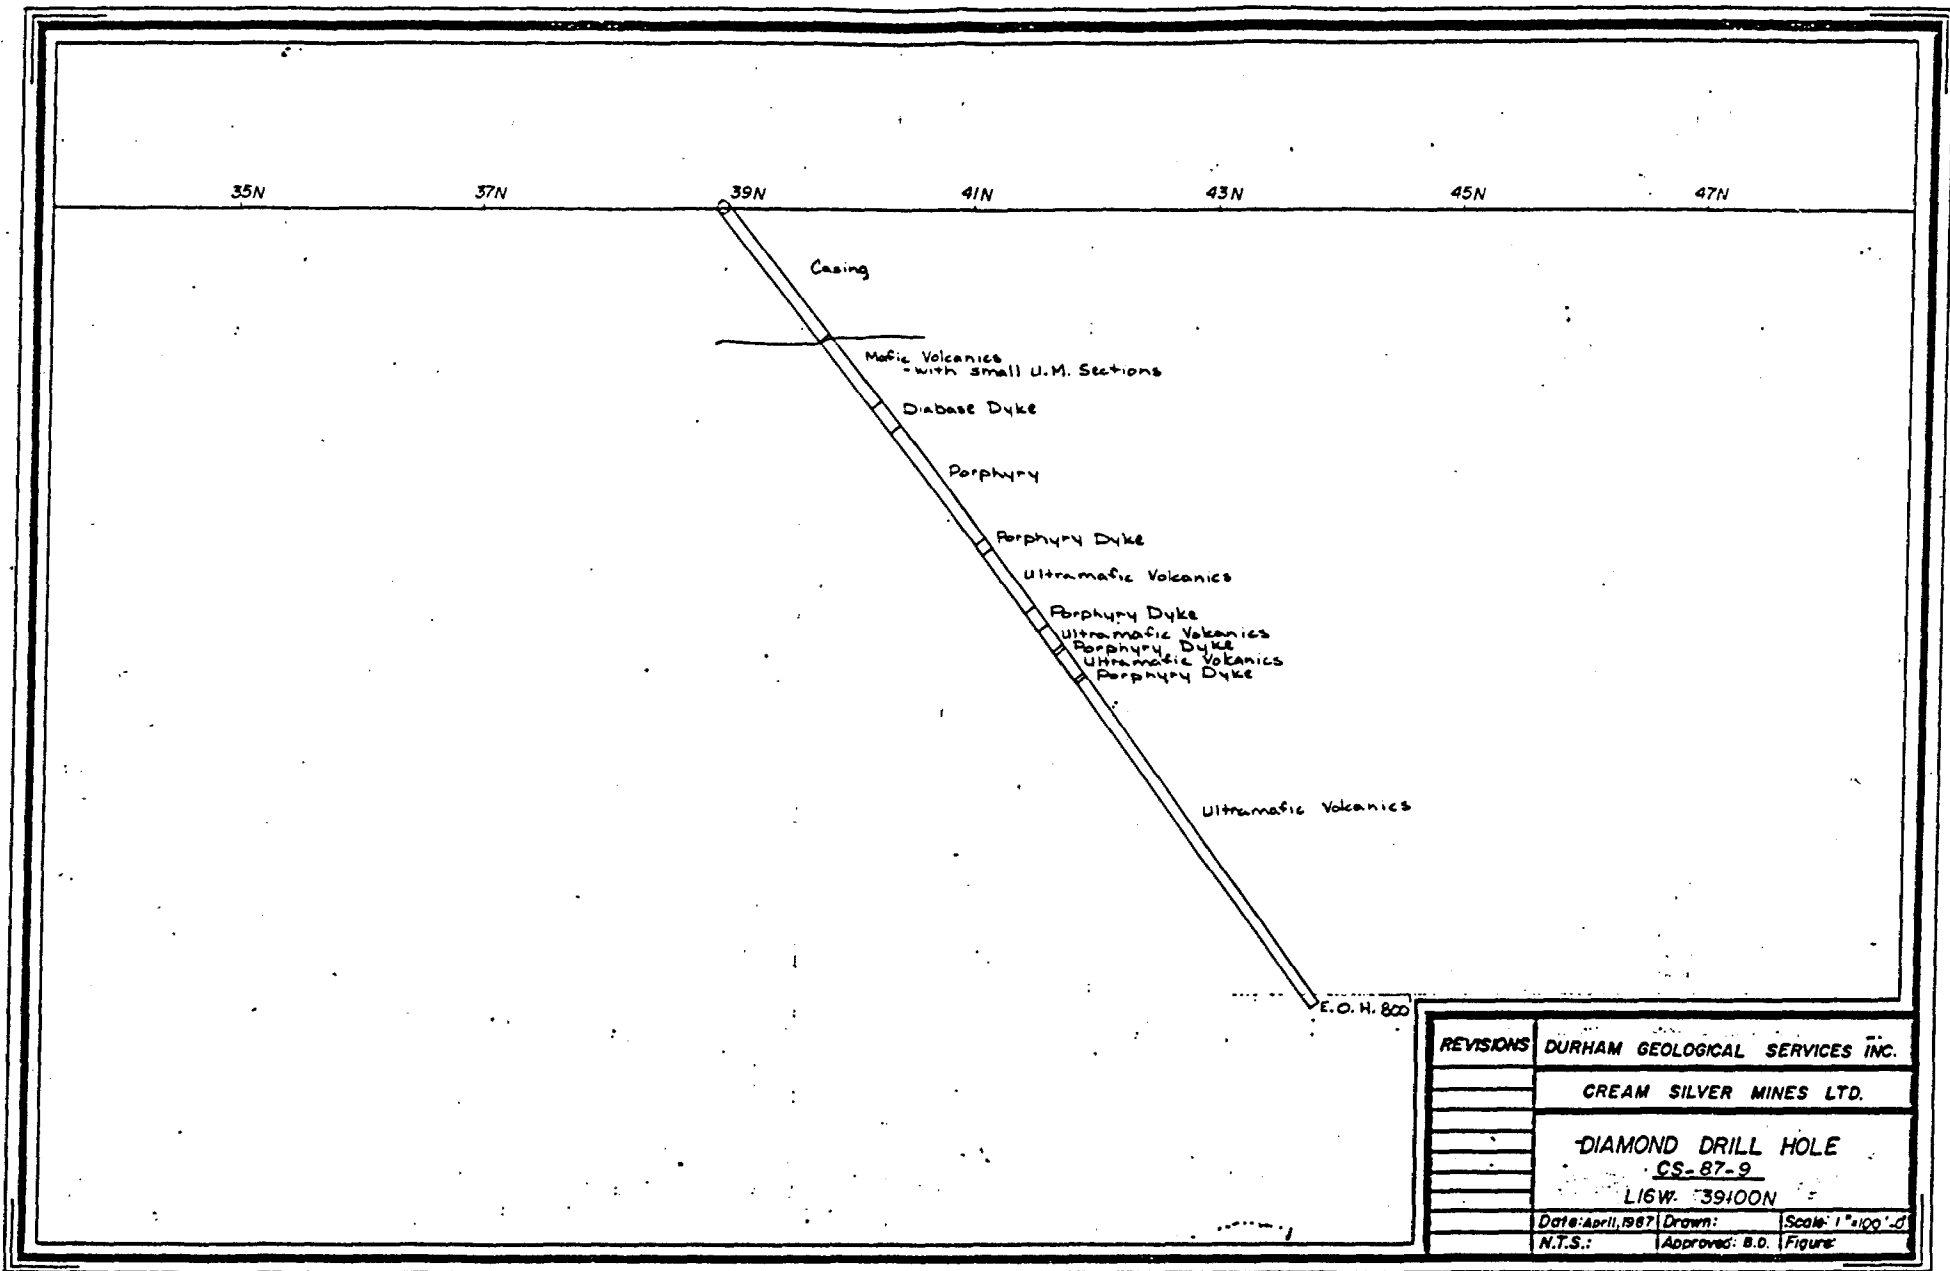 35N 37N 39N 41N 43N 45N 47N
Casing
Mafic Volcanics
-with small U.M. Sections
Diabase Dyke
Porphyry
Porphyry Dyke
Ultramafic Volcanics
Porphyry Dyke
Ultramafic Volcanics
Porphyry Dyke
Ultramafic Volcanics
Porphyry Dyke
Ultramafic Volcanics
E.O.H. 800
REVISIONS
DURHAM GEOLOGICAL SERVICES INC.
CREAM SILVER MINES LTD.
DIAMOND DRILL HOLE
CS-87-9
L16W 39+00N
Date: April, 1987 Drawn: Scale: 1"=100'-0
N.T.S.: Approved: B.D. Figure: